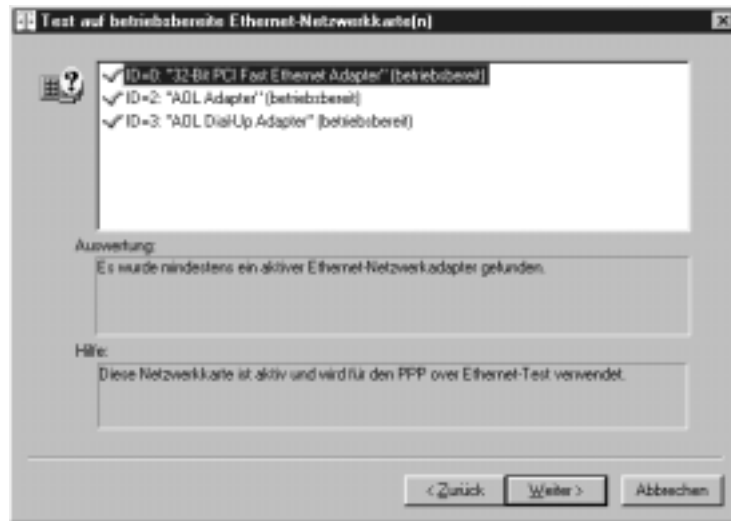 Test auf betriebsbereite Ethernet-Netzwerkkarte(n)
ID=0: "32-Bit PCI Fast Ethernet Adapter" (betriebsbereit)
ID=2: "AOL Adapter" (betriebsbereit)
ID=3: "AOL Dial-Up Adapter" (betriebsbereit)
Auswertung:
Es wurde mindestens ein aktiver Ethernet-Netzwerkadapter gefunden.
Hilfe:
Diese Netzwerkkarte ist aktiv und wird für den PPP over Ethernet-Test verwendet.
< Zurück Weiter > Abbrechen